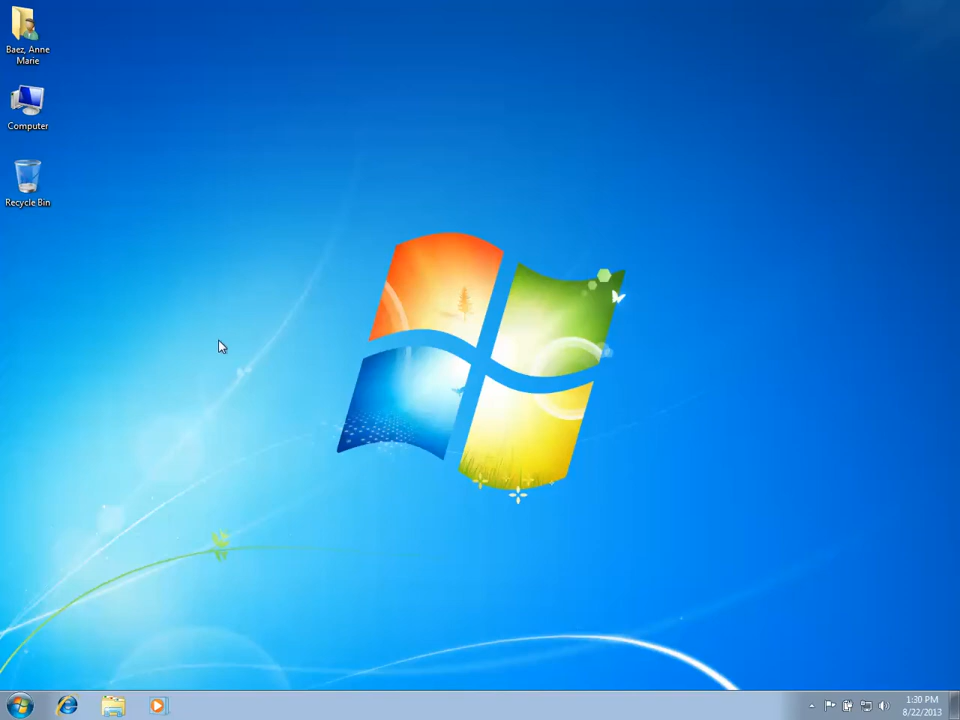 Baez, Anne
Marie
Computer
Recycle Bin
1:30 PM
8/22/2013